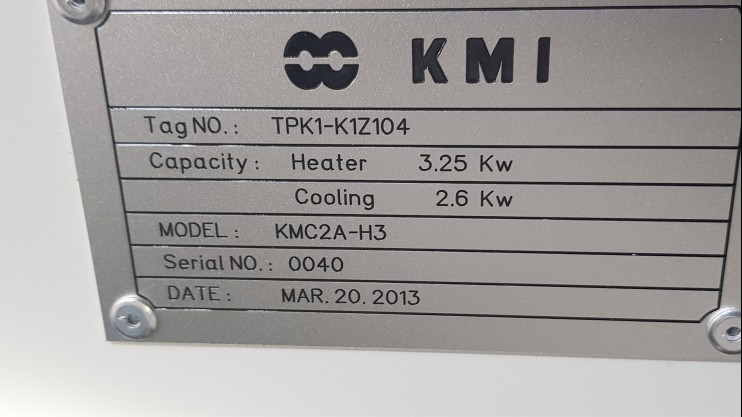 KMI
Tag NO.: TPK1-K1Z104
Capacity: Heater 3.25 Kw
Cooling 2.6 Kw
MODEL: KMC2A-H3
Serial NO.: 0040
DATE: MAR. 20. 2013